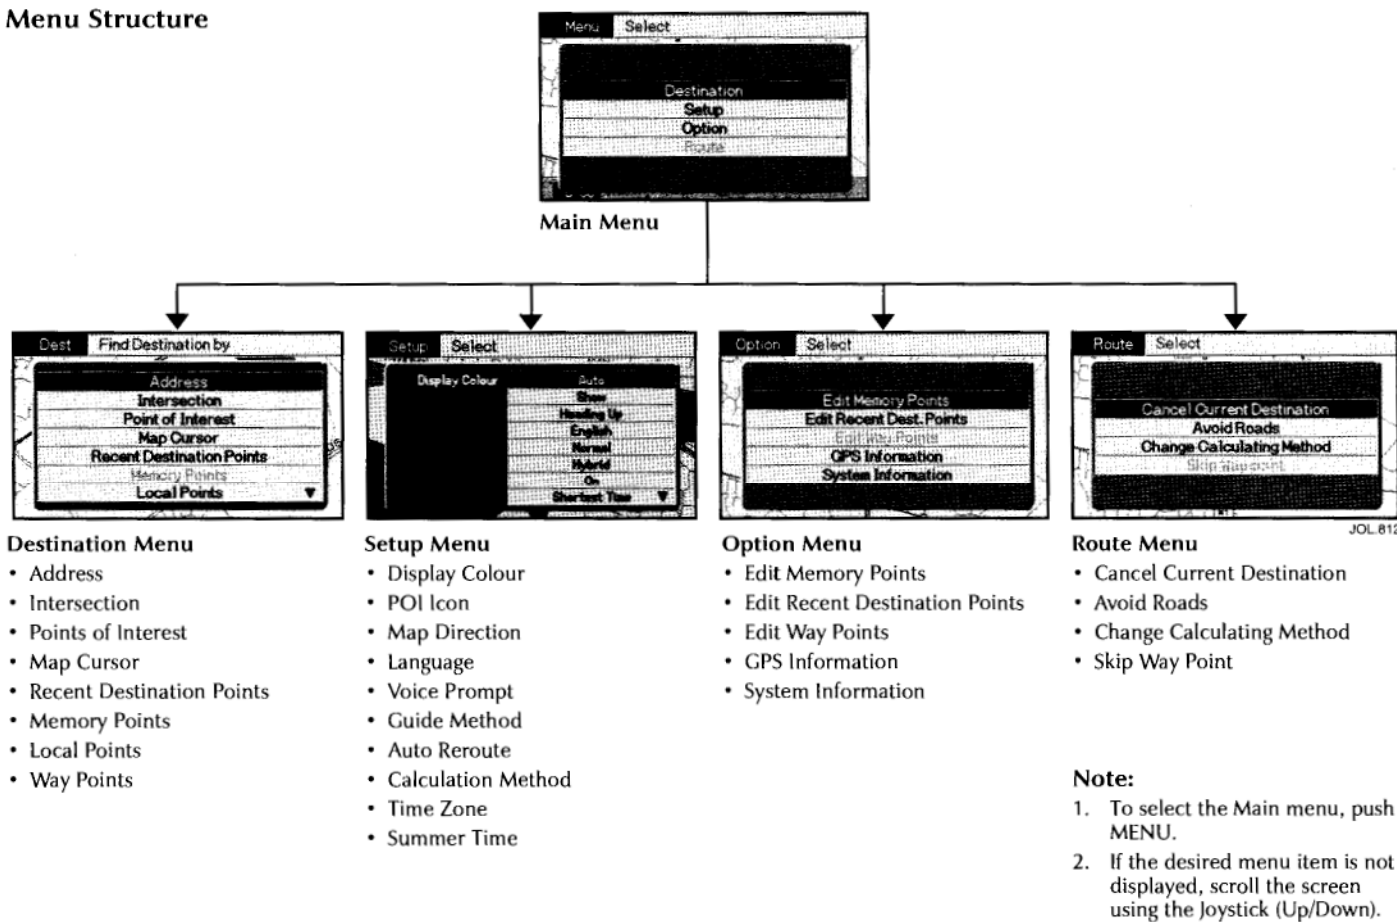 Menu Structure
Menu Select
Destination
Setup
Option
Route
Main Menu
Dest Find Destination by
Address
Intersection
Point of Interest
Map Cursor
Recent Destination Points
Memory Points
Local Points ▼
Setup Select
Display Colour Auto
Show
Heading Up
English
Normal
Hybrid
On
Shortest Time ▼
Option Select
Edit Memory Points
Edit Recent Dest. Points
Edit Way Points
GPS Information
System Information
Route Select
Cancel Current Destination
Avoid Roads
Change Calculating Method
Skip Waypoint
JOL.812
Destination Menu
• Address
• Intersection
• Points of Interest
• Map Cursor
• Recent Destination Points
• Memory Points
• Local Points
• Way Points
Setup Menu
• Display Colour
• POI Icon
• Map Direction
• Language
• Voice Prompt
• Guide Method
• Auto Reroute
• Calculation Method
• Time Zone
• Summer Time
Option Menu
• Edit Memory Points
• Edit Recent Destination Points
• Edit Way Points
• GPS Information
• System Information
Route Menu
• Cancel Current Destination
• Avoid Roads
• Change Calculating Method
• Skip Way Point
Note:
1. To select the Main menu, push
MENU.
2. If the desired menu item is not
displayed, scroll the screen
using the Joystick (Up/Down).